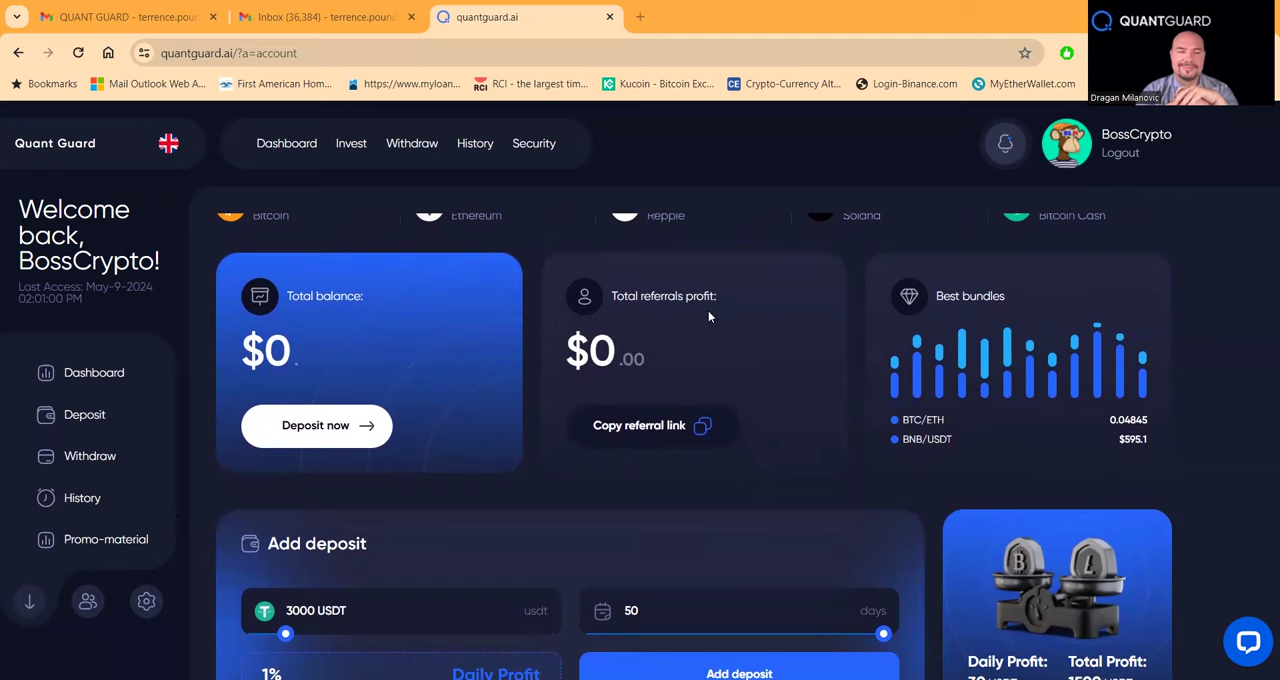 QUANT GUARD - terrence.poun
Inbox (36,384) - terrence.poun
quantguard.ai
quantguard.ai/?a=account
Bookmarks
Mail Outlook Web A...
First American Hom...
https://www.myloan...
RCI - the largest tim...
Kucoin - Bitcoin Exc...
Crypto-Currency Alt...
Login-Binance.com
MyEtherWallet.com
QUANTGUARD
Dragan Milanovic
Quant Guard
Dashboard Invest Withdraw History Security
BossCrypto
Logout
Welcome
back,
BossCrypto!
Last Access: May-9-2024
02:01:00 PM
Dashboard
Deposit
Withdraw
History
Promo-material
Bitcoin
Ethereum
Repple
Solana
Bitcoin Cash
Total balance:
$0.
Deposit now
Total referrals profit:
$0.00
Copy referral link
Best bundles
BTC/ETH 0.04845
BNB/USDT $595.1
Add deposit
3000 USDT usdt
50 days
1% Daily Profit
Add deposit
Daily Profit: Total Profit: